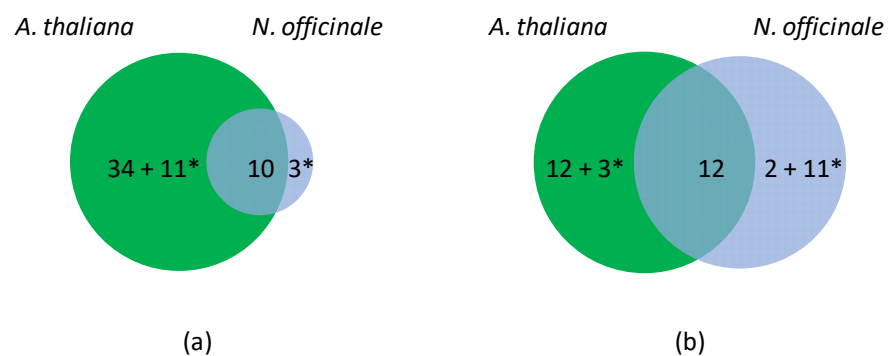 A. thaliana N. officinale
34 + 11* 10 3*
(a)
A. thaliana N. officinale
12 + 3* 12 2 + 11*
(b)